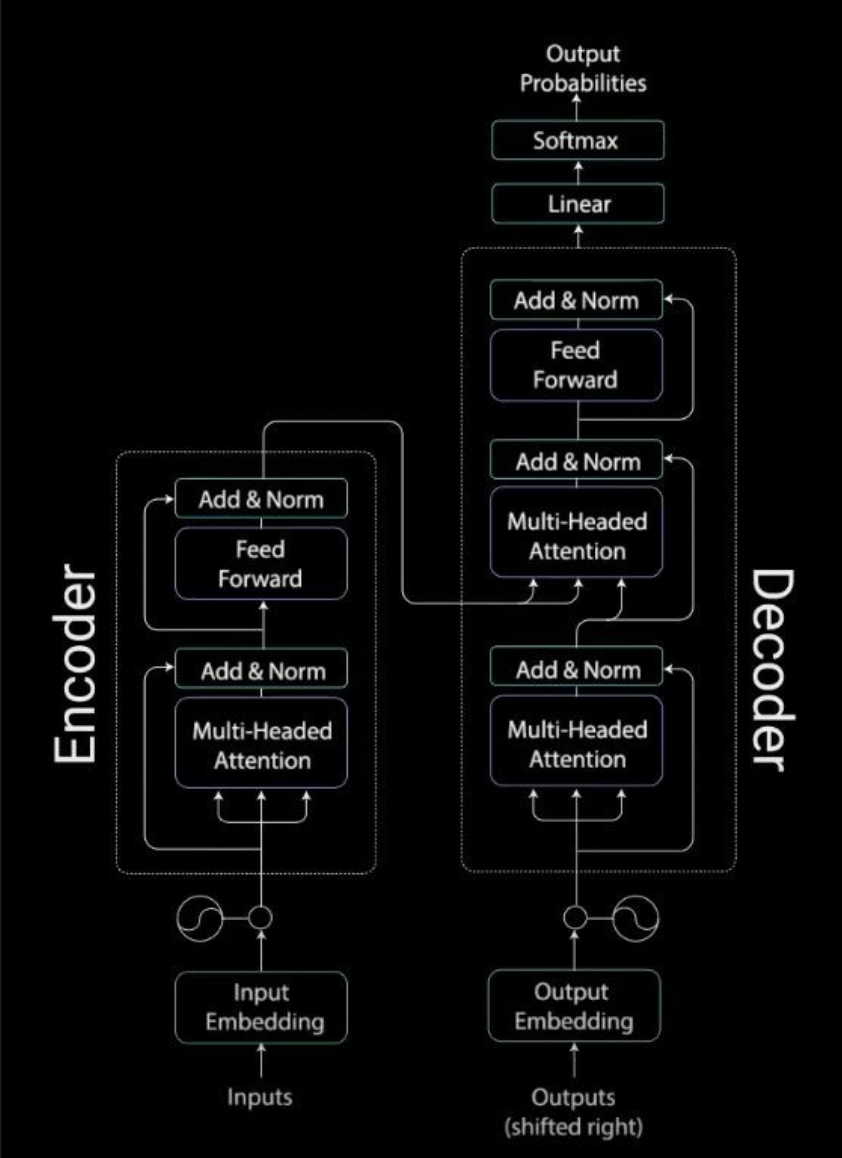 Output
Probabilities
Softmax
Linear
Add & Norm
Feed
Forward
Add & Norm
Multi-Headed
Attention
Add & Norm
Multi-Headed
Attention
Decoder
Add & Norm
Feed
Forward
Add & Norm
Multi-Headed
Attention
Encoder
Input
Embedding
Inputs
Output
Embedding
Outputs
(shifted right)